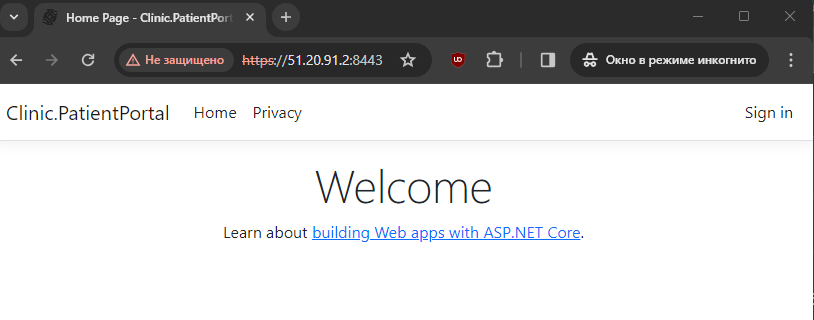 Home Page - Clinic.PatientPort
Не защищено https://51.20.91.2:8443 Окно в режиме инкогнито
Clinic.PatientPortal Home Privacy Sign in
Welcome
Learn about building Web apps with ASP.NET Core.